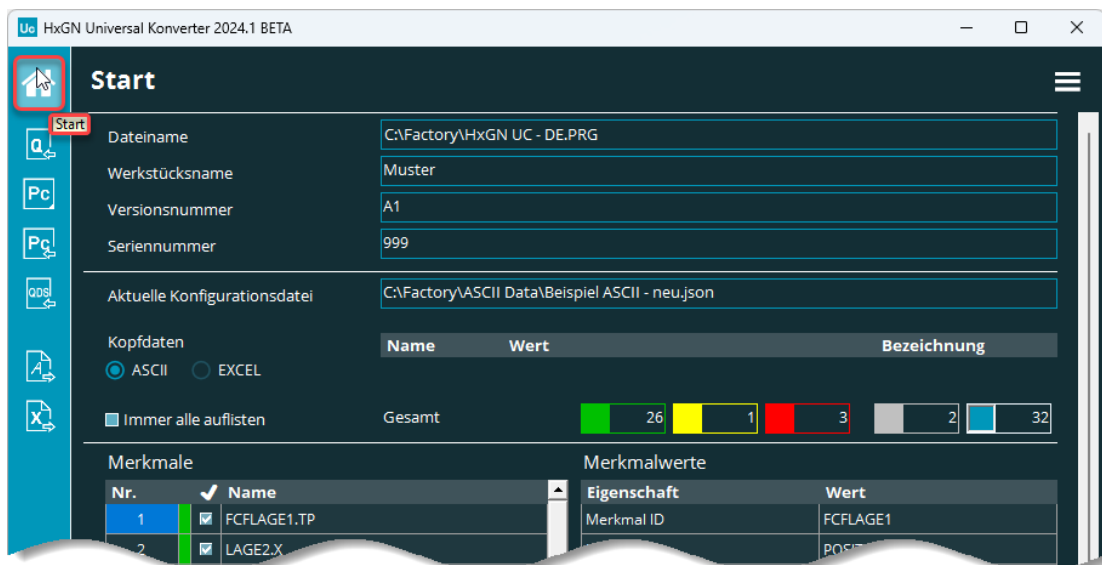 Uc HxGN Universal Konverter 2024.1 BETA
Start
Start
Dateiname C:\Factory\HxGN UC - DE.PRG
Q
Werkstücksname Muster
Pc
Versionsnummer A1
Pc
Seriennummer 999
QDS
Aktuelle Konfigurationsdatei C:\Factory\ASCII Data\Beispiel ASCII - neu.json
Kopfdaten Name Wert Bezeichnung
A
ASCII EXCEL
X
Immer alle auflisten Gesamt 26 1 3 2 32
Merkmale Merkmalwerte
Nr. Name Eigenschaft Wert
1 FCFLAGE1.TP Merkmal ID FCFLAGE1
2 LAGE2.X